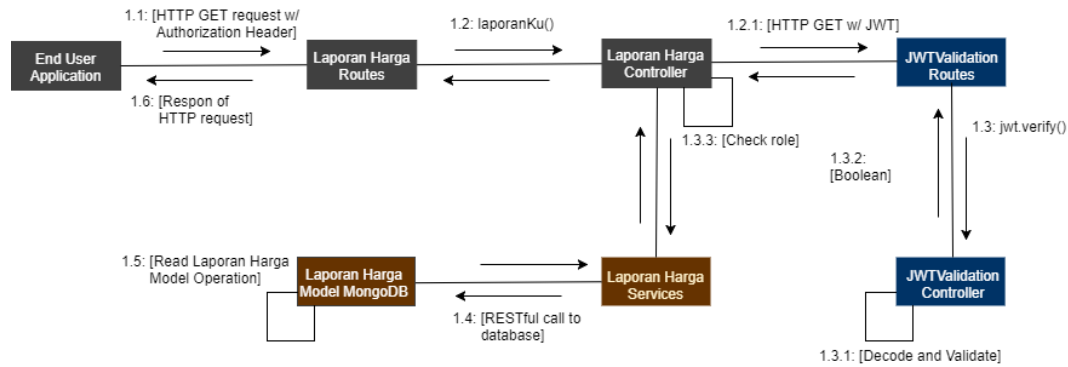 1.1: [HTTP GET request w/
Authorization Header]
1.2: laporanKu()
1.2.1: [HTTP GET w/ JWT]
End User
Application
Laporan Harga
Routes
Laporan Harga
Controller
JWTValidation
Routes
1.6: [Respon of
HTTP request]
1.3.3: [Check role]
1.3: jwt.verify()
1.3.2:
[Boolean]
1.5: [Read Laporan Harga
Model Operation]
Laporan Harga
Model MongoDB
Laporan Harga
Services
JWTValidation
Controller
1.4: [RESTful call to
database]
1.3.1: [Decode and Validate]